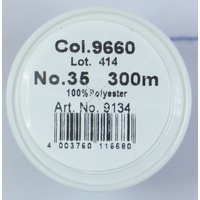 Col.9660
Lot. 414
No.35 300m
100%Polyester
Art. No. 9134
4 003760 116680